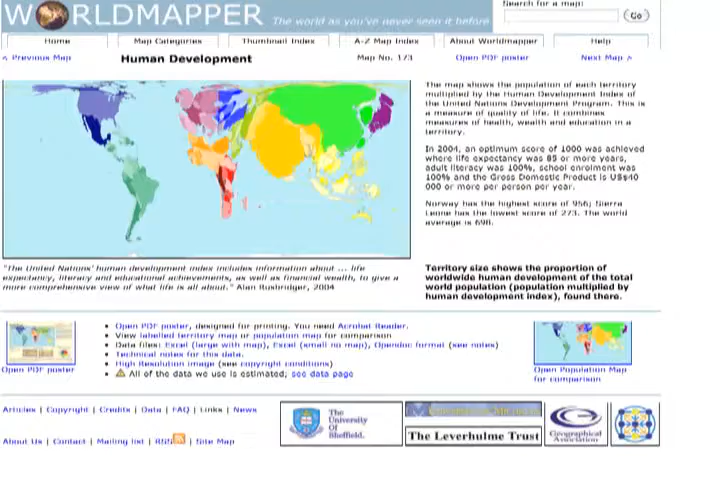 WORLDMAPPER The world as you've never seen it before
Search for a map:
Go
Home Map Categories Thumbnail Index A-Z Map Index About Worldmapper Help
< Previous Map Human Development Map No. 173 Open PDF poster Next Map >
The map shows the population of each territory
multiplied by the Human Development Index of
the United Nations Development Program. This is
a measure of quality of life. It combines
measures of health, wealth and education in a
territory.
In 2004, an optimum score of 1000 was achieved
where life expectancy was 85 or more years,
adult literacy was 100%, school enrolment was
100% and the Gross Domestic Product is US$40
000 or more per person per year.
Norway has the highest score of 956; Sierra
Leone has the lowest score of 273. The world
average is 698.
"The United Nations' human development index includes information about ... life
expectancy, literacy and educational achievements, as well as financial wealth, to give a
more comprehensive view of what life is all about." Alan Rusbridger, 2004
Territory size shows the proportion of
worldwide human development of the total
world population (population multiplied by
human development index), found there.
Open PDF poster
• Open PDF poster, designed for printing. You need Acrobat Reader.
• View labelled territory map or population map for comparison
• Data files: Excel (large with map), Excel (small no map), Opendoc format (see notes)
• Technical notes for this data.
• High Resolution image (see copyright conditions)
• All of the data we use is estimated; see data page
Open Population Map
for comparison
Articles | Copyright | Credits | Data | FAQ | Links | News
About Us | Contact | Mailing list | RSS | Site Map
The
University
Of
Sheffield.
The Leverhulme Trust
Geographical
Association